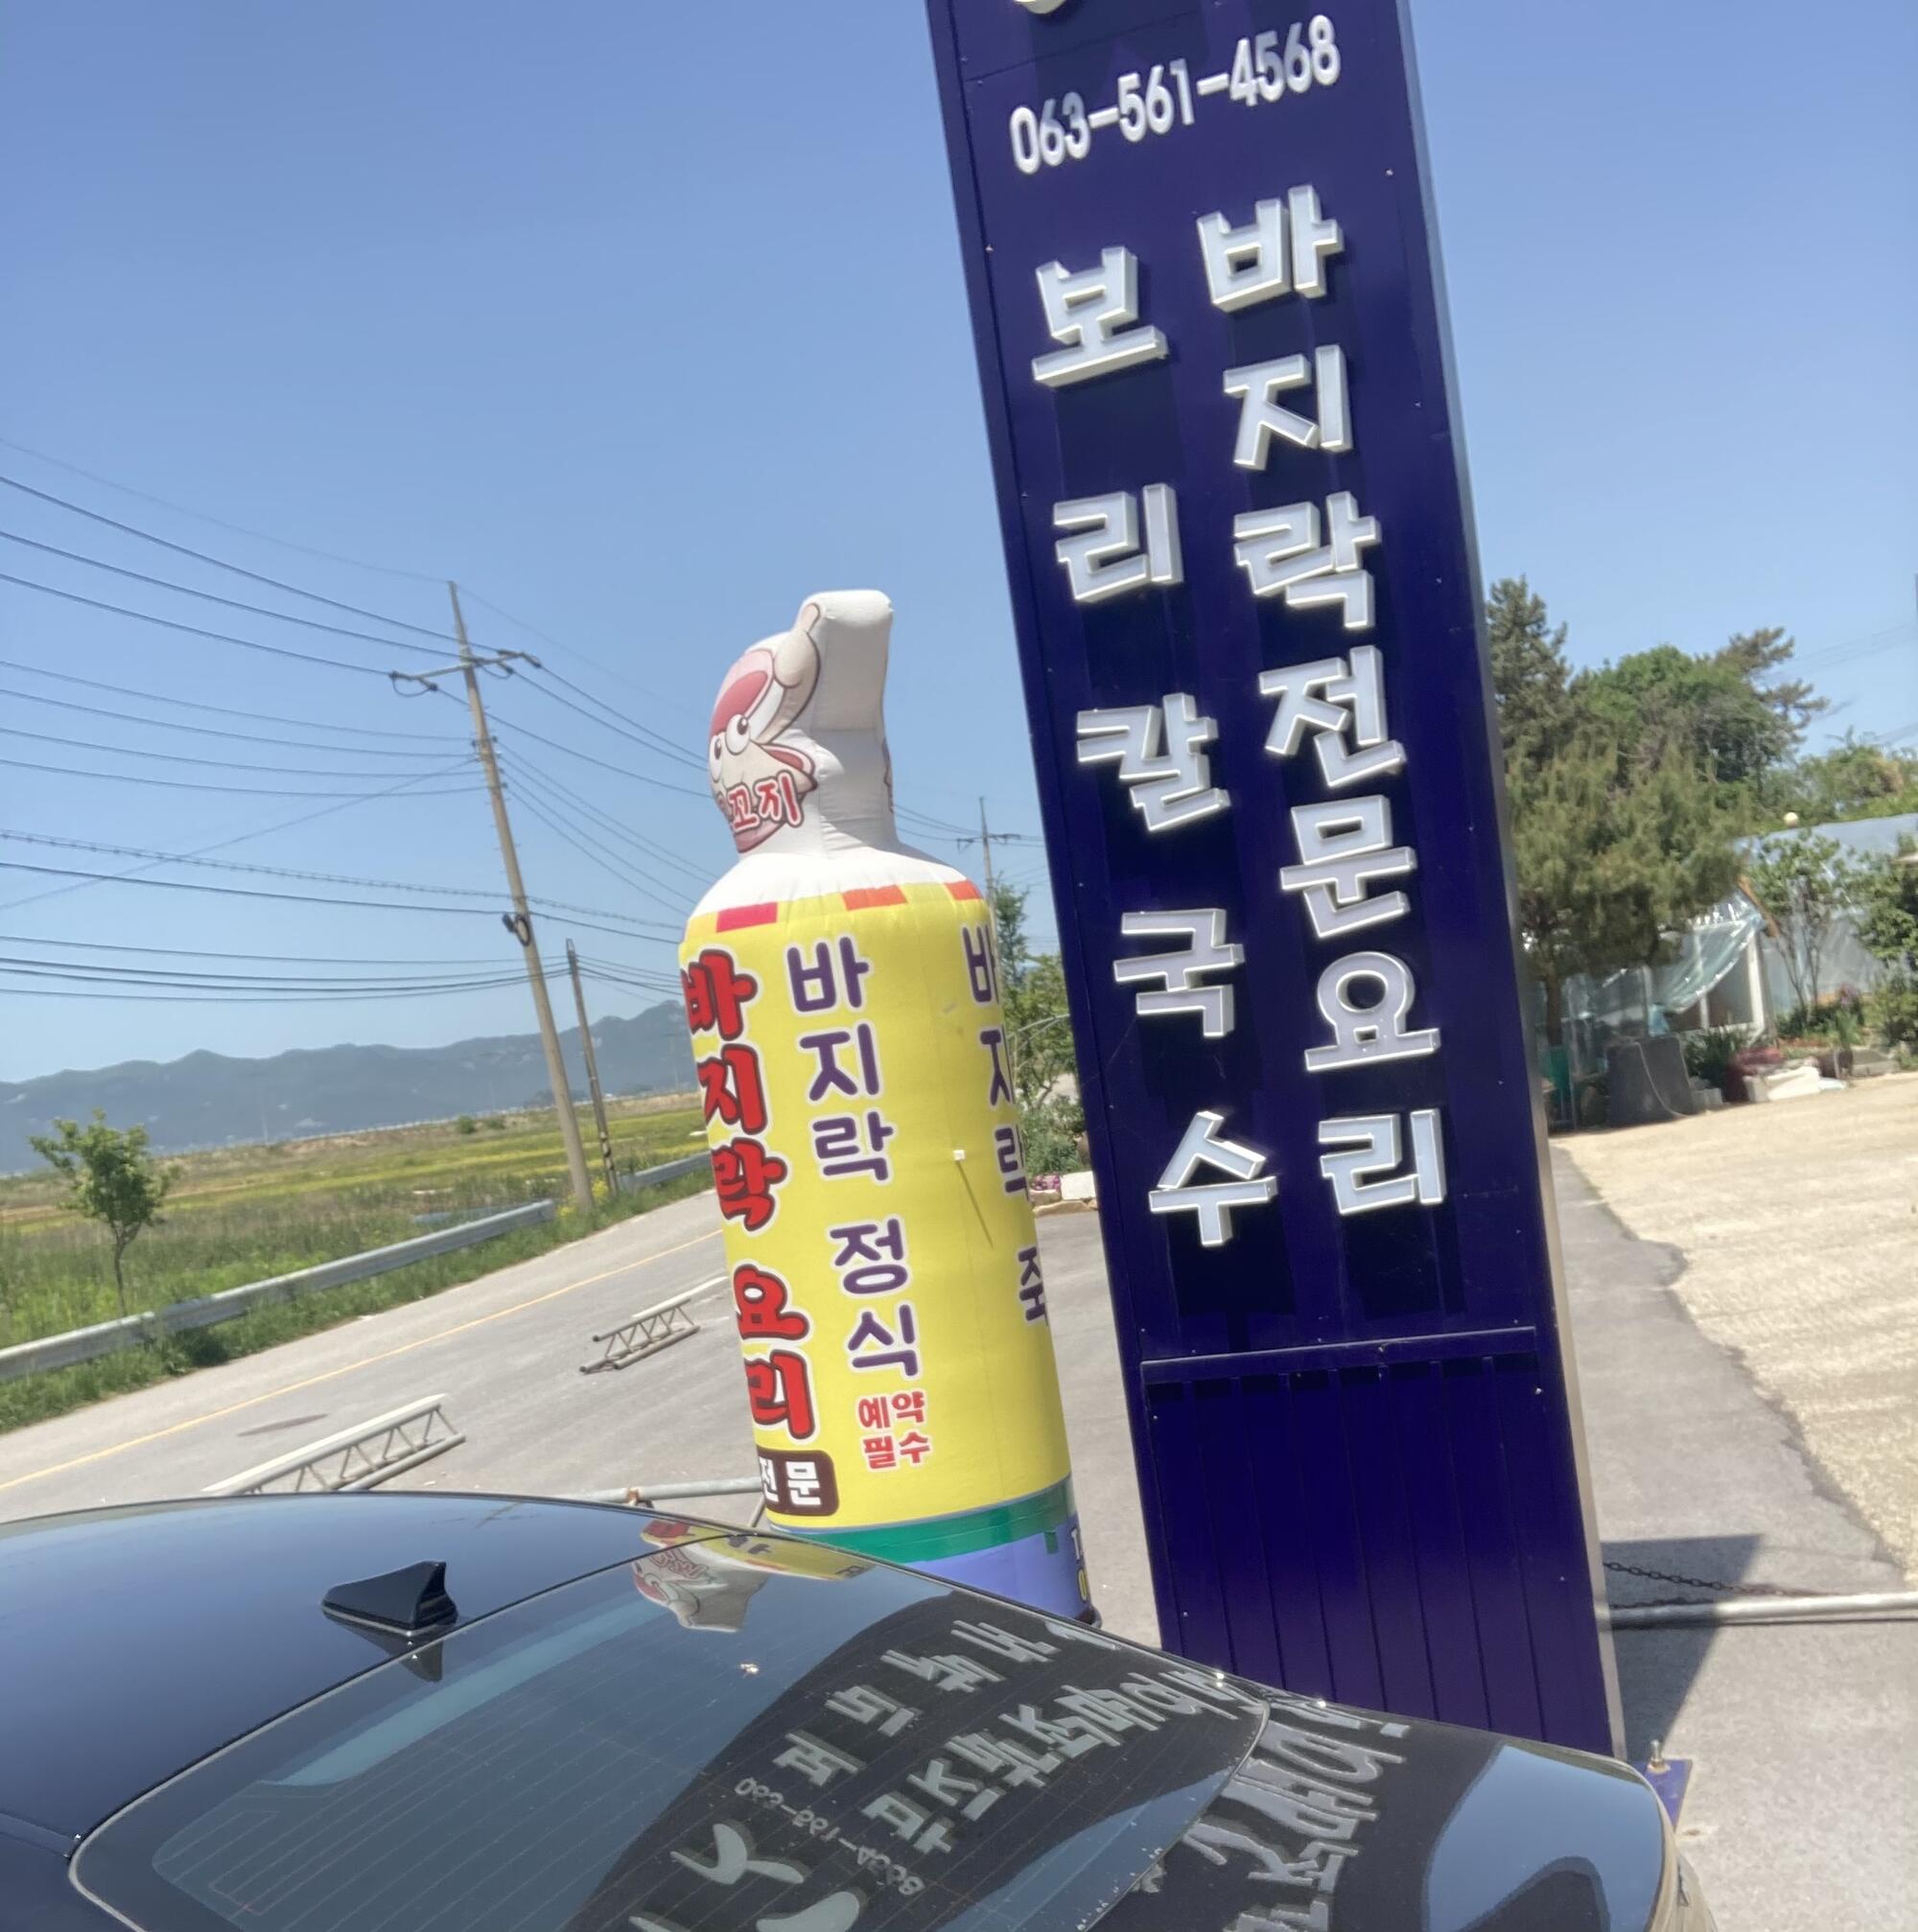 063-561-4568
바지락전문요리
보리칼국수
꼬지
바지락 요리
전문
바지락 정식
예약
필수
바지락 죽